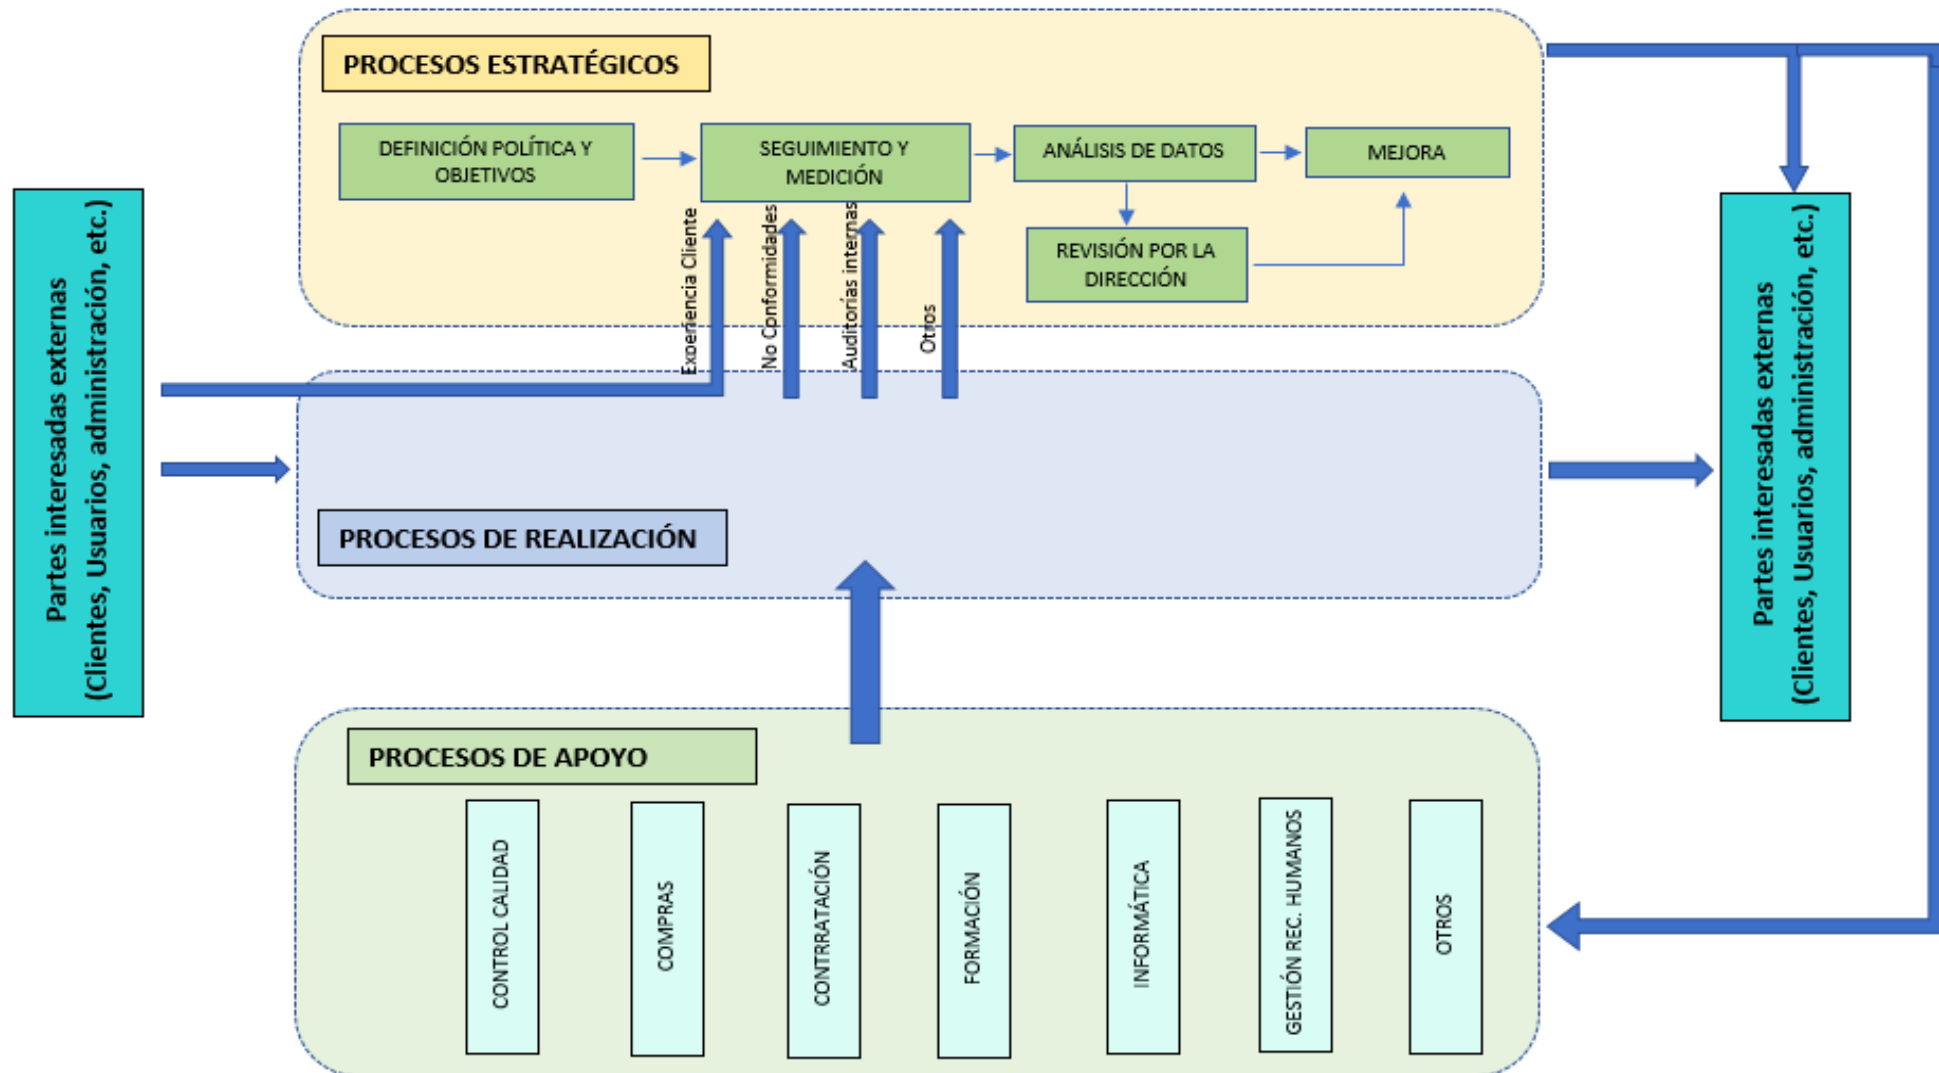 PROCESOS ESTRATÉGICOS
DEFINICIÓN POLÍTICA Y
OBJETIVOS
SEGUIMIENTO Y
MEDICIÓN
ANÁLISIS DE DATOS
MEJORA
REVISIÓN POR LA
DIRECCIÓN
Experiencia Cliente
No Conformidades
Auditorías internas
Otros
Partes interesadas externas
(Clientes, Usuarios, administración, etc.)
PROCESOS DE REALIZACIÓN
Partes interesadas externas
(Clientes, Usuarios, administración, etc.)
PROCESOS DE APOYO
CONTROL CALIDAD
COMPRAS
CONTRRATACIÓN
FORMACIÓN
INFORMÁTICA
GESTIÓN REC. HUMANOS
OTROS